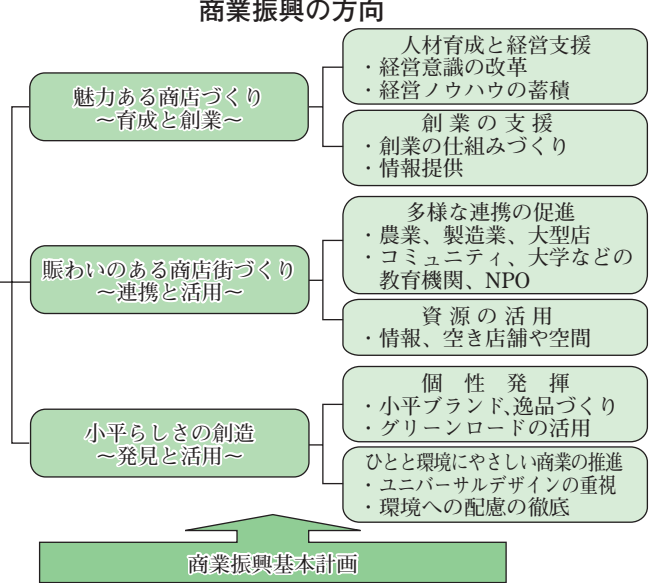 商業振興の方向
魅力ある商店づくり
～育成と創業～
人材育成と経営支援
・経営意識の改革
・経営ノウハウの蓄積
創業の支援
・創業の仕組みづくり
・情報提供
賑わいのある商店街づくり
～連携と活用～
多様な連携の促進
・農業、製造業、大型店
・コミュニティ、大学などの
教育機関、NPO
資源の活用
・情報、空き店舗や空間
小平らしさの創造
～発見と活用～
個性発揮
・小平ブランド、逸品づくり
・グリーンロードの活用
ひとと環境にやさしい商業の推進
・ユニバーサルデザインの重視
・環境への配慮の徹底
商業振興基本計画